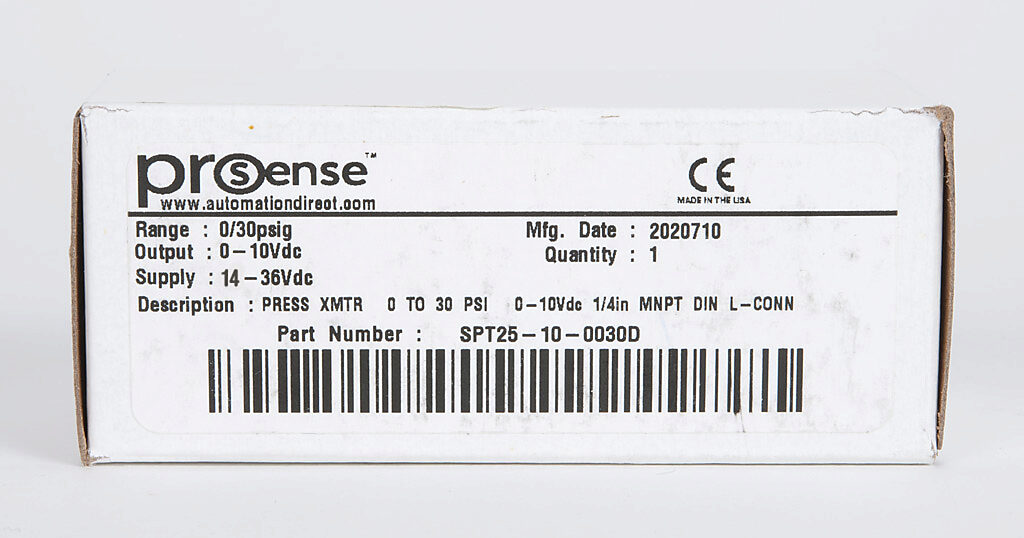 prosense™
CE
www.automationdirect.com
MADE IN THE USA
Range : 0/30psig
Mfg. Date : 2020710
Output : 0-10Vdc
Quantity : 1
Supply : 14-36Vdc
Description : PRESS XMTR 0 TO 30 PSI 0-10Vdc 1/4in MNPT DIN L-CONN
Part Number : SPT25-10-0030D